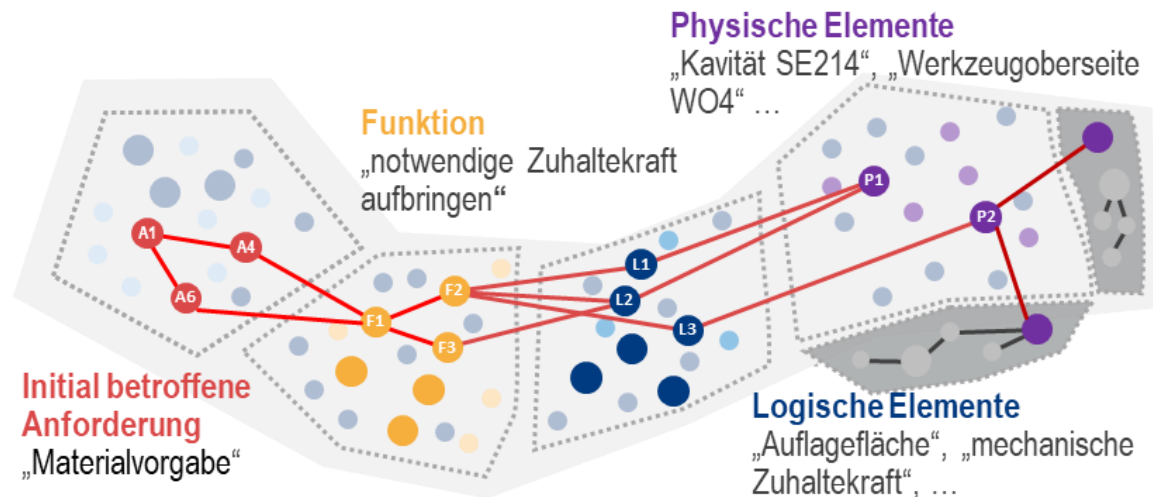 Physische Elemente
„Kavität SE214“, „Werkzeugoberseite
WO4“ …
Funktion
„notwendige Zuhaltekraft
aufbringen“
A1
A4
A6
F1
F2
F3
L1
L2
L3
P1
P2
Initial betroffene
Anforderung
„Materialvorgabe“
Logische Elemente
„Auflagefläche“, „mechanische
Zuhaltekraft“, …